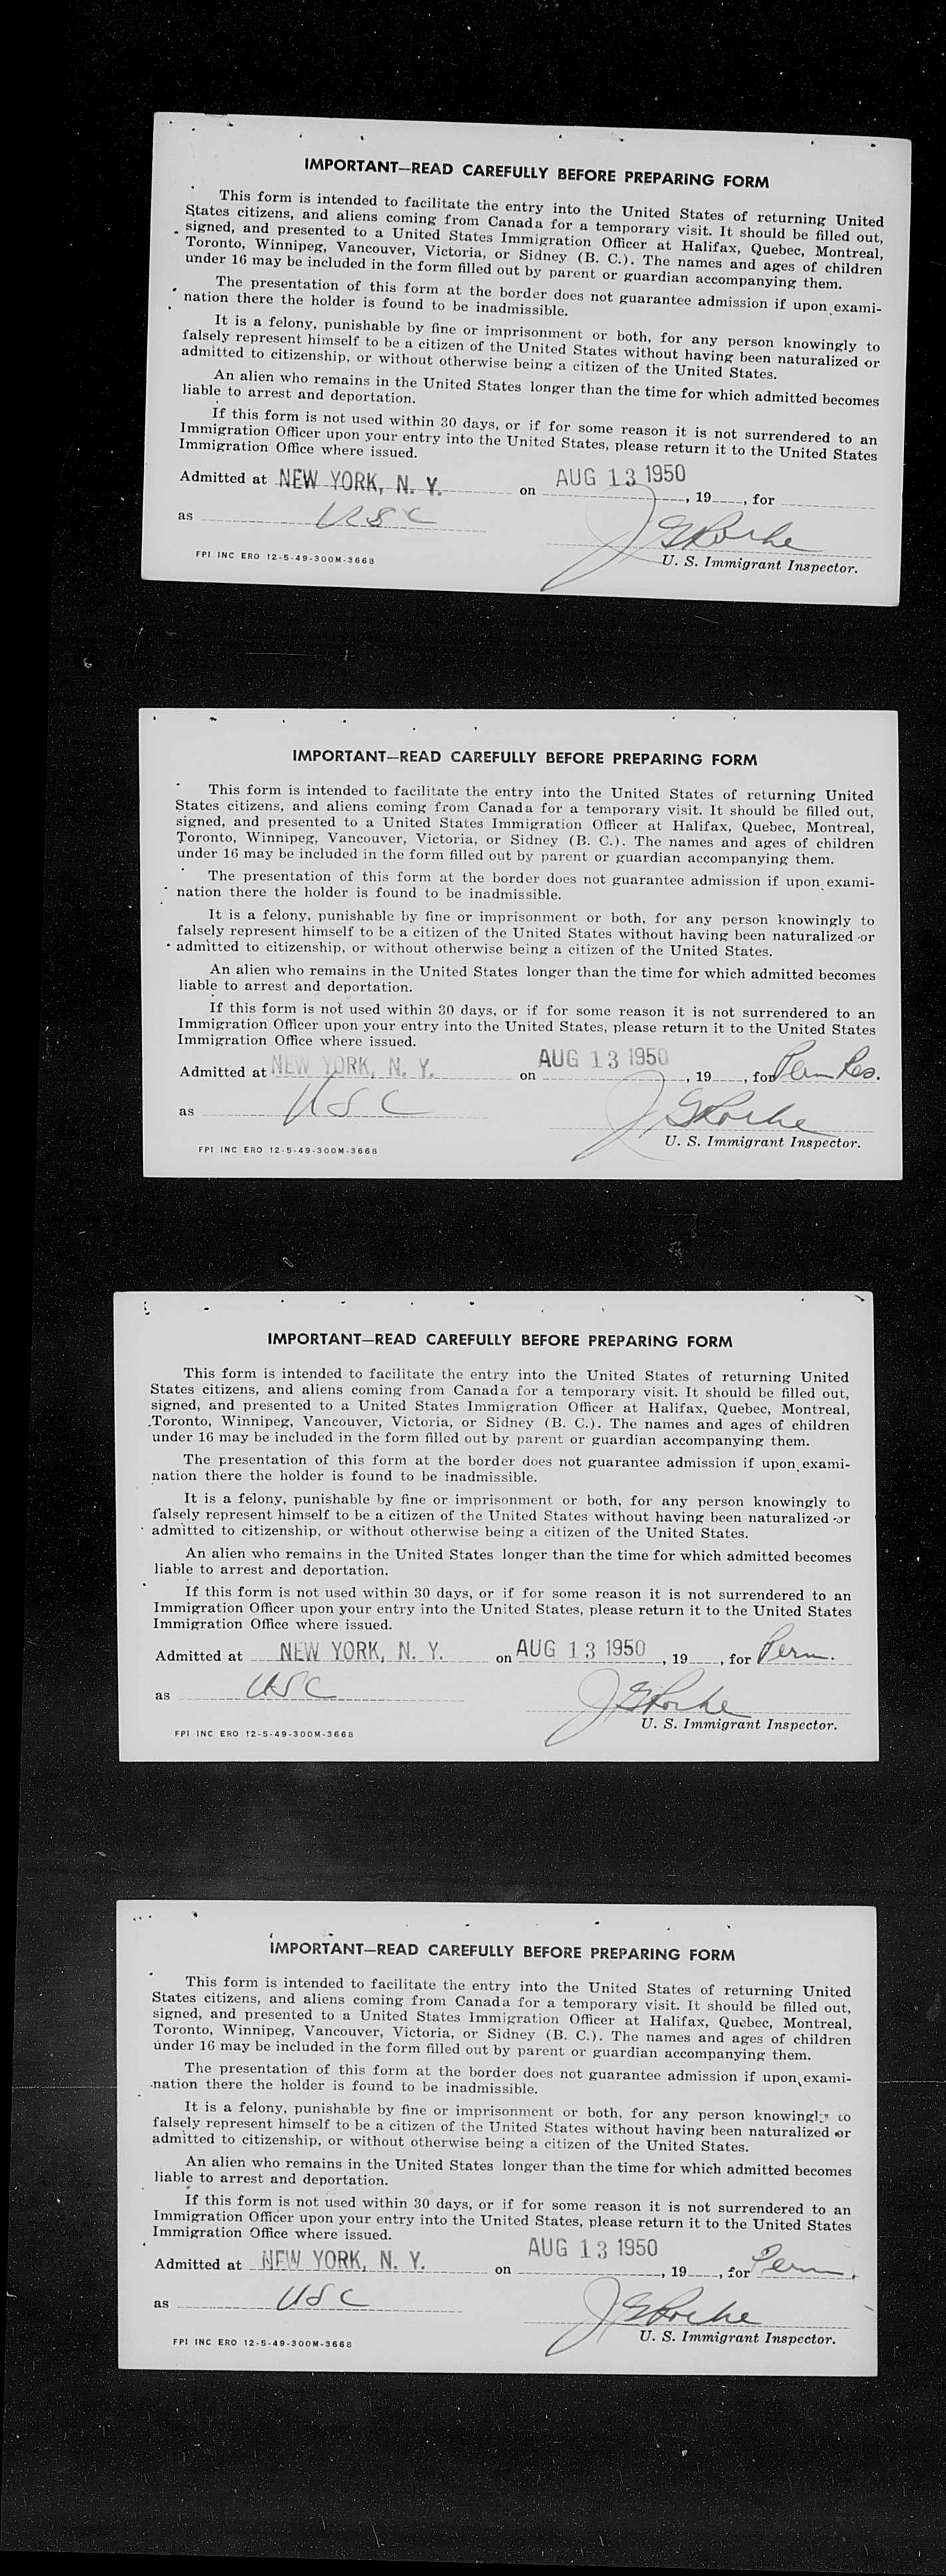 IMPORTANT—READ CAREFULLY BEFORE PREPARING FORM
This form is intended to facilitate the entry into the United States of returning United
States citizens, and aliens coming from Canada for a temporary visit. It should be filled out,
signed, and presented to a United States Immigration Officer at Halifax, Quebec, Montreal,
Toronto, Winnipeg, Vancouver, Victoria, or Sidney (B. C.). The names and ages of children
under 16 may be included in the form filled out by parent or guardian accompanying them.
The presentation of this form at the border does not guarantee admission if upon exami-
nation there the holder is found to be inadmissible.
It is a felony, punishable by fine or imprisonment or both, for any person knowingly to
falsely represent himself to be a citizen of the United States without having been naturalized or
admitted to citizenship, or without otherwise being a citizen of the United States.
An alien who remains in the United States longer than the time for which admitted becomes
liable to arrest and deportation.
If this form is not used within 30 days, or if for some reason it is not surrendered to an
Immigration Officer upon your entry into the United States, please return it to the United States
Immigration Office where issued.
Admitted at NEW YORK, N. Y. on AUG 13 1950, 19, for
as USC
U. S. Immigrant Inspector.
FPI INC ERO 12-5-49-300M-3668
IMPORTANT—READ CAREFULLY BEFORE PREPARING FORM
This form is intended to facilitate the entry into the United States of returning United
States citizens, and aliens coming from Canada for a temporary visit. It should be filled out,
signed, and presented to a United States Immigration Officer at Halifax, Quebec, Montreal,
Toronto, Winnipeg, Vancouver, Victoria, or Sidney (B. C.). The names and ages of children
under 16 may be included in the form filled out by parent or guardian accompanying them.
The presentation of this form at the border does not guarantee admission if upon exami-
nation there the holder is found to be inadmissible.
It is a felony, punishable by fine or imprisonment or both, for any person knowingly to
falsely represent himself to be a citizen of the United States without having been naturalized or
admitted to citizenship, or without otherwise being a citizen of the United States.
An alien who remains in the United States longer than the time for which admitted becomes
liable to arrest and deportation.
If this form is not used within 30 days, or if for some reason it is not surrendered to an
Immigration Officer upon your entry into the United States, please return it to the United States
Immigration Office where issued.
Admitted at NEW YORK, N. Y. on AUG 13 1950, 19, for Perm Res.
as USC
U. S. Immigrant Inspector.
FPI INC ERO 12-5-49-300M-3668
IMPORTANT—READ CAREFULLY BEFORE PREPARING FORM
This form is intended to facilitate the entry into the United States of returning United
States citizens, and aliens coming from Canada for a temporary visit. It should be filled out,
signed, and presented to a United States Immigration Officer at Halifax, Quebec, Montreal,
Toronto, Winnipeg, Vancouver, Victoria, or Sidney (B. C.). The names and ages of children
under 16 may be included in the form filled out by parent or guardian accompanying them.
The presentation of this form at the border does not guarantee admission if upon exami-
nation there the holder is found to be inadmissible.
It is a felony, punishable by fine or imprisonment or both, for any person knowingly to
falsely represent himself to be a citizen of the United States without having been naturalized or
admitted to citizenship, or without otherwise being a citizen of the United States.
An alien who remains in the United States longer than the time for which admitted becomes
liable to arrest and deportation.
If this form is not used within 30 days, or if for some reason it is not surrendered to an
Immigration Officer upon your entry into the United States, please return it to the United States
Immigration Office where issued.
Admitted at NEW YORK, N. Y. on AUG 13 1950, 19, for Perm.
as USC
U. S. Immigrant Inspector.
FPI INC ERO 12-5-49-300M-3668
IMPORTANT—READ CAREFULLY BEFORE PREPARING FORM
This form is intended to facilitate the entry into the United States of returning United
States citizens, and aliens coming from Canada for a temporary visit. It should be filled out,
signed, and presented to a United States Immigration Officer at Halifax, Quebec, Montreal,
Toronto, Winnipeg, Vancouver, Victoria, or Sidney (B. C.). The names and ages of children
under 16 may be included in the form filled out by parent or guardian accompanying them.
The presentation of this form at the border does not guarantee admission if upon exami-
nation there the holder is found to be inadmissible.
It is a felony, punishable by fine or imprisonment or both, for any person knowingly to
falsely represent himself to be a citizen of the United States without having been naturalized or
admitted to citizenship, or without otherwise being a citizen of the United States.
An alien who remains in the United States longer than the time for which admitted becomes
liable to arrest and deportation.
If this form is not used within 30 days, or if for some reason it is not surrendered to an
Immigration Officer upon your entry into the United States, please return it to the United States
Immigration Office where issued.
Admitted at NEW YORK, N. Y. on AUG 13 1950, 19, for Perm.
as USC
U. S. Immigrant Inspector.
FPI INC ERO 12-5-49-300M-3668